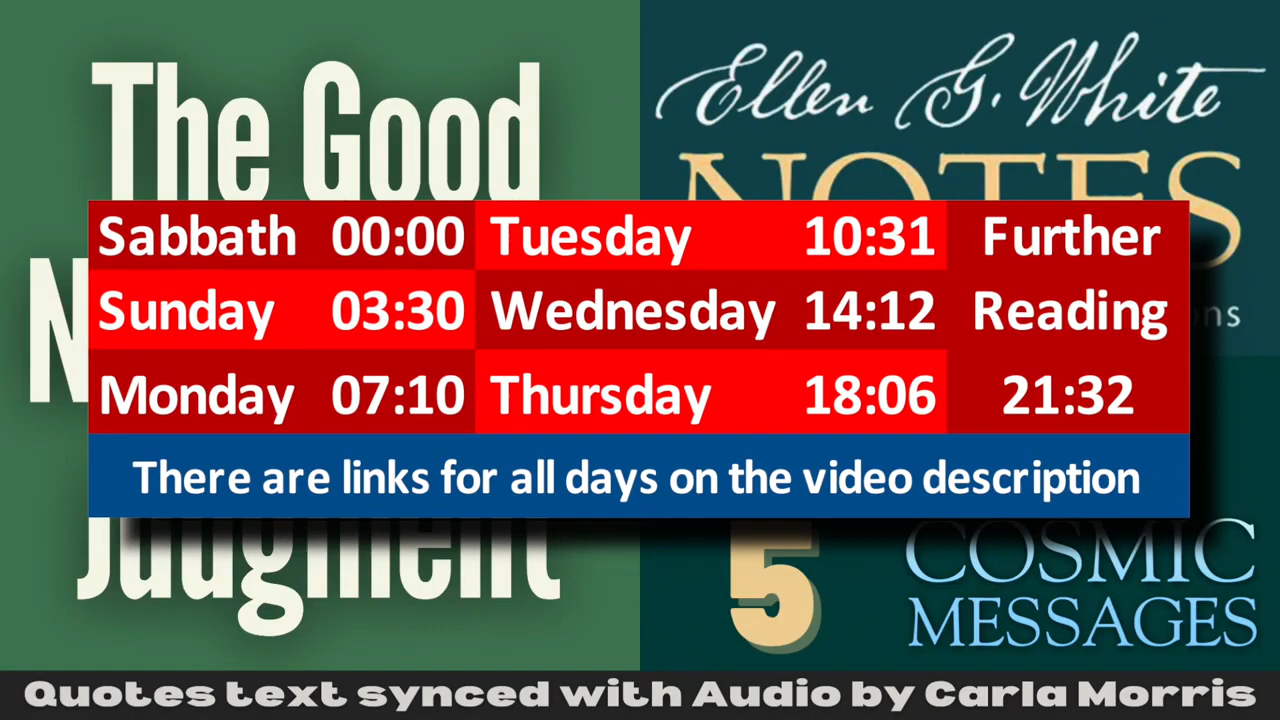 The Good
Ellen G. White
NOTES
Sabbath 00:00 Tuesday 10:31 Further
Sunday 03:30 Wednesday 14:12 Reading
Monday 07:10 Thursday 18:06 21:32
There are links for all days on the video description
Judgment
5
COSMIC
MESSAGES
Quotes text synced with Audio by Carla Morris